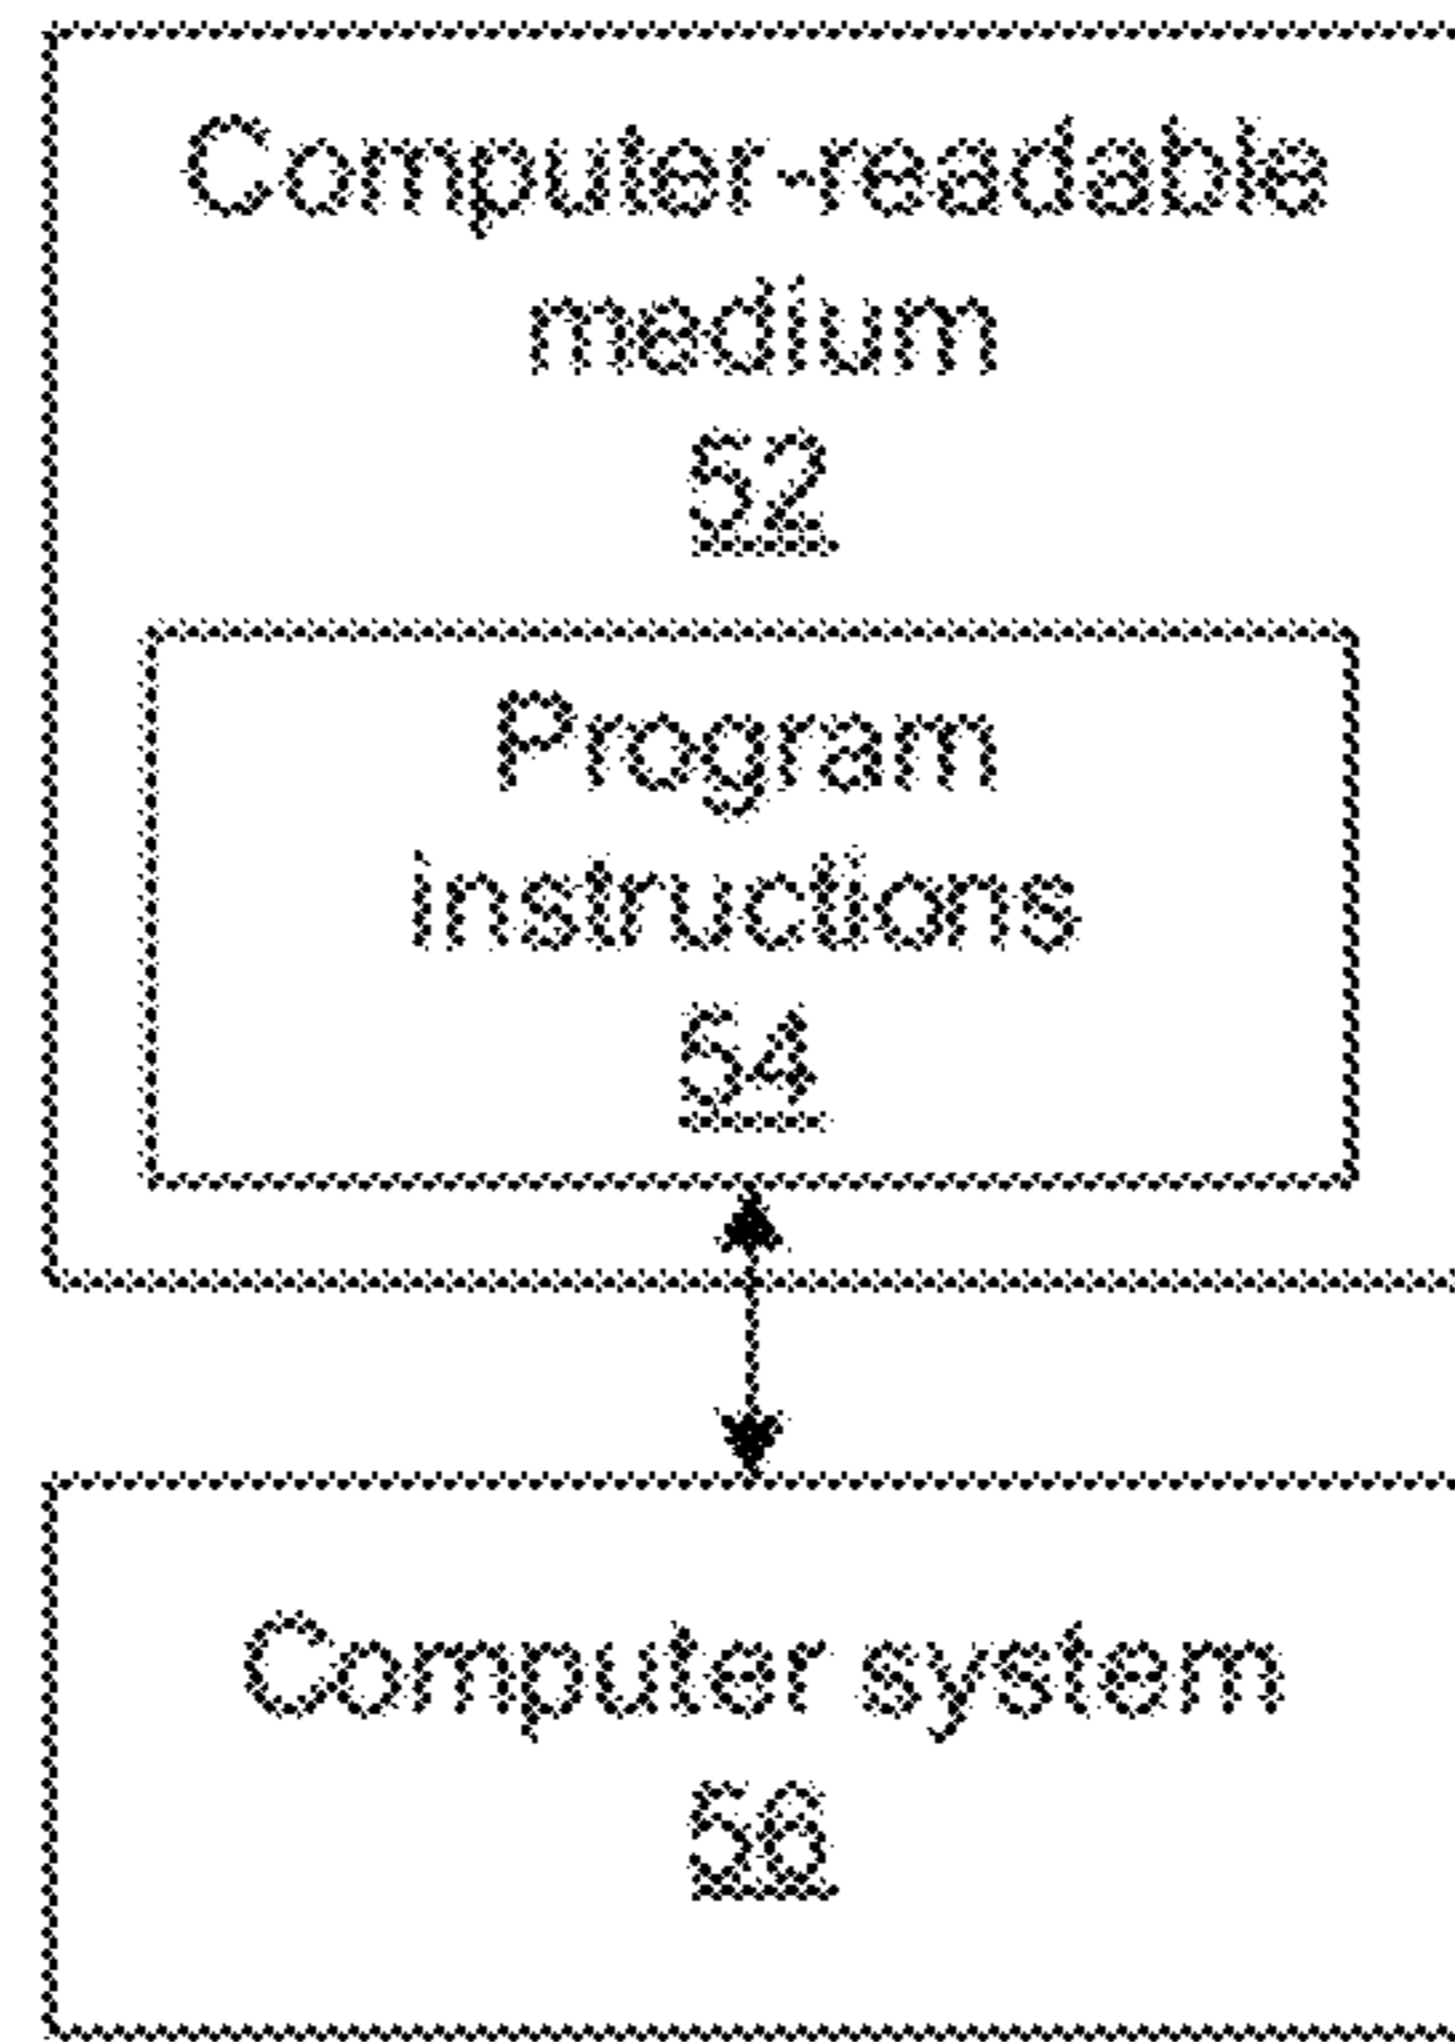 Computer-readable
medium
52
Program
instructions
54
Computer system
56